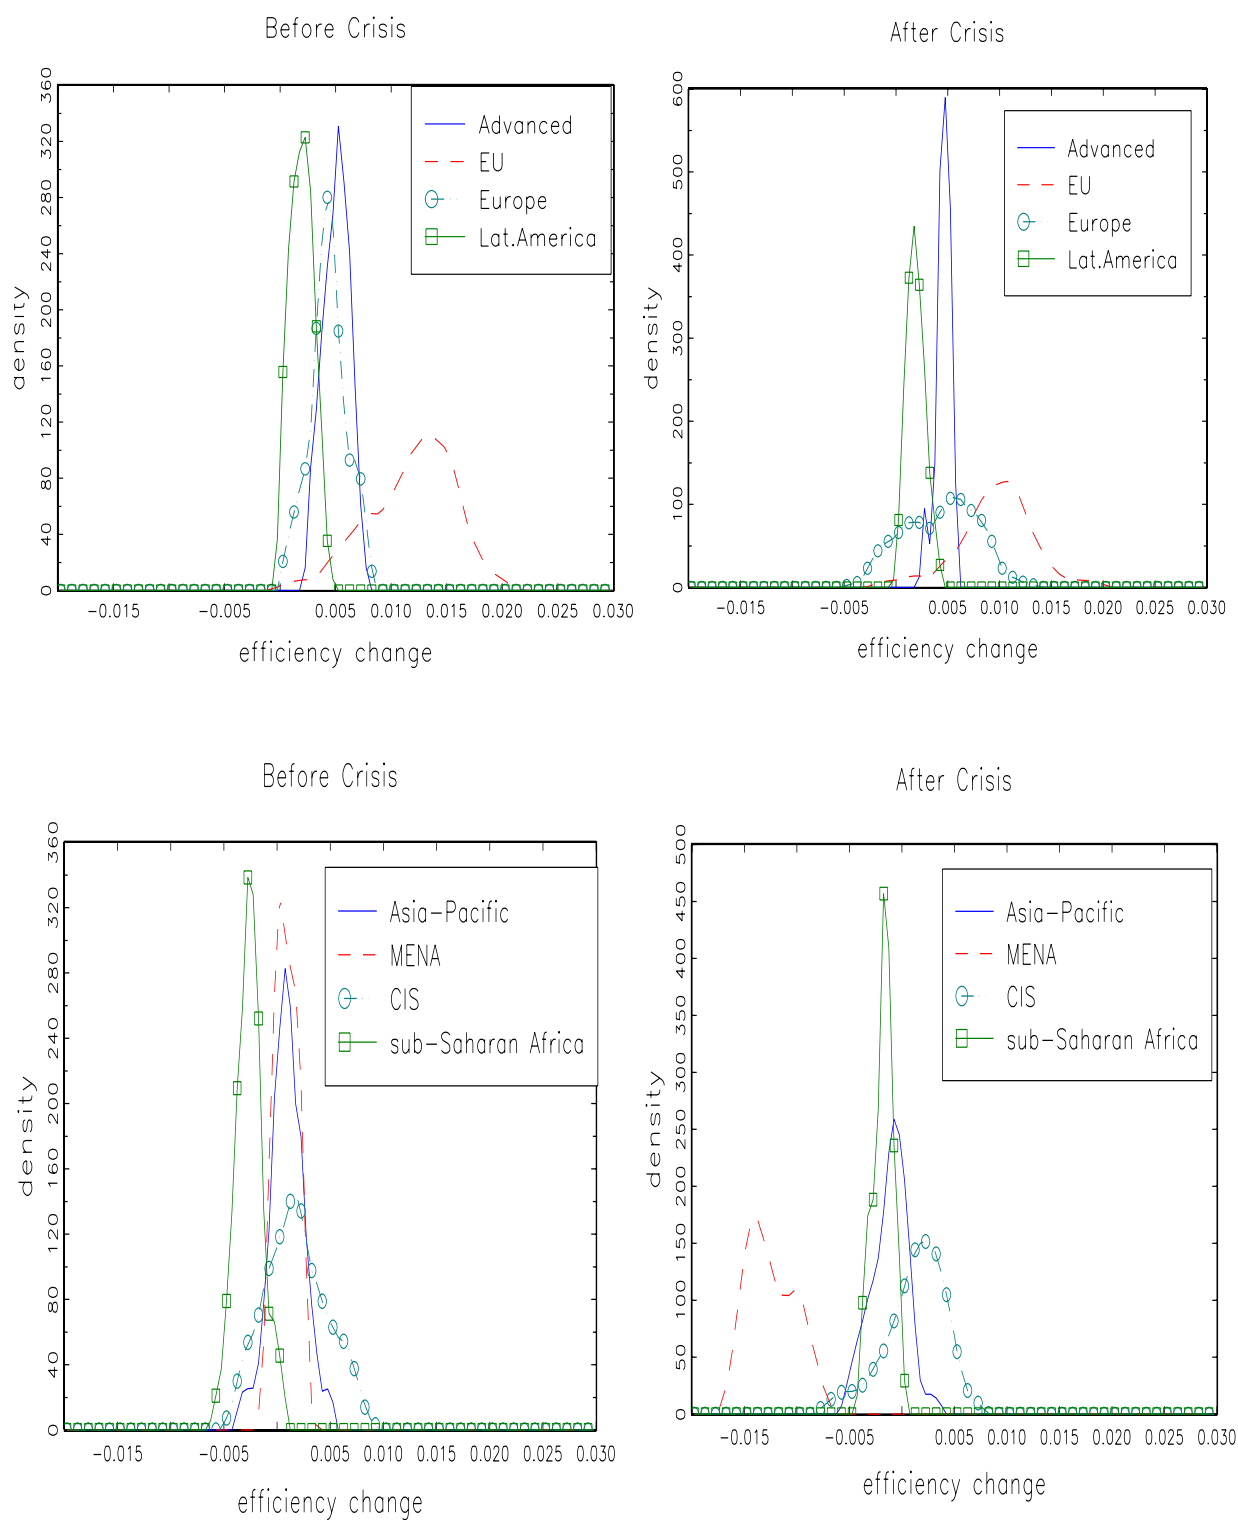 Before Crisis
360
320
280
240
200
160
120
80
40
0
density
Advanced
EU
Europe
Lat.America
-0.015 -0.005 0.005 0.010 0.015 0.020 0.025 0.030
efficiency change
After Crisis
600
500
400
300
200
100
0
density
Advanced
EU
Europe
Lat.America
-0.015 -0.005 0.005 0.010 0.015 0.020 0.025 0.030
efficiency change
Before Crisis
360
320
280
240
200
160
120
80
40
0
density
Asia-Pacific
MENA
CIS
sub-Saharan Africa
-0.015 -0.005 0.005 0.010 0.015 0.020 0.025 0.030
efficiency change
After Crisis
500
450
400
350
300
250
200
150
100
50
0
density
Asia-Pacific
MENA
CIS
sub-Saharan Africa
-0.015 -0.005 0.005 0.010 0.015 0.020 0.025 0.030
efficiency change